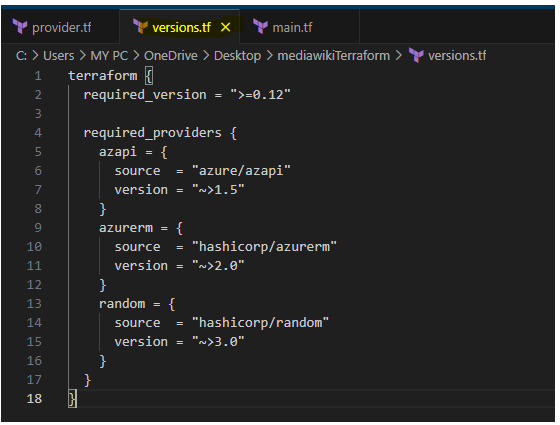 provider.tf versions.tf × main.tf
C: > Users > MY PC > OneDrive > Desktop > mediawikiTerraform > versions.tf
1 terraform {
2   required_version = ">=0.12"
3
4   required_providers {
5     azapi = {
6       source  = "azure/azapi"
7       version = "~>1.5"
8     }
9     azurerm = {
10       source  = "hashicorp/azurerm"
11       version = "~>2.0"
12     }
13     random = {
14       source  = "hashicorp/random"
15       version = "~>3.0"
16     }
17   }
18 }